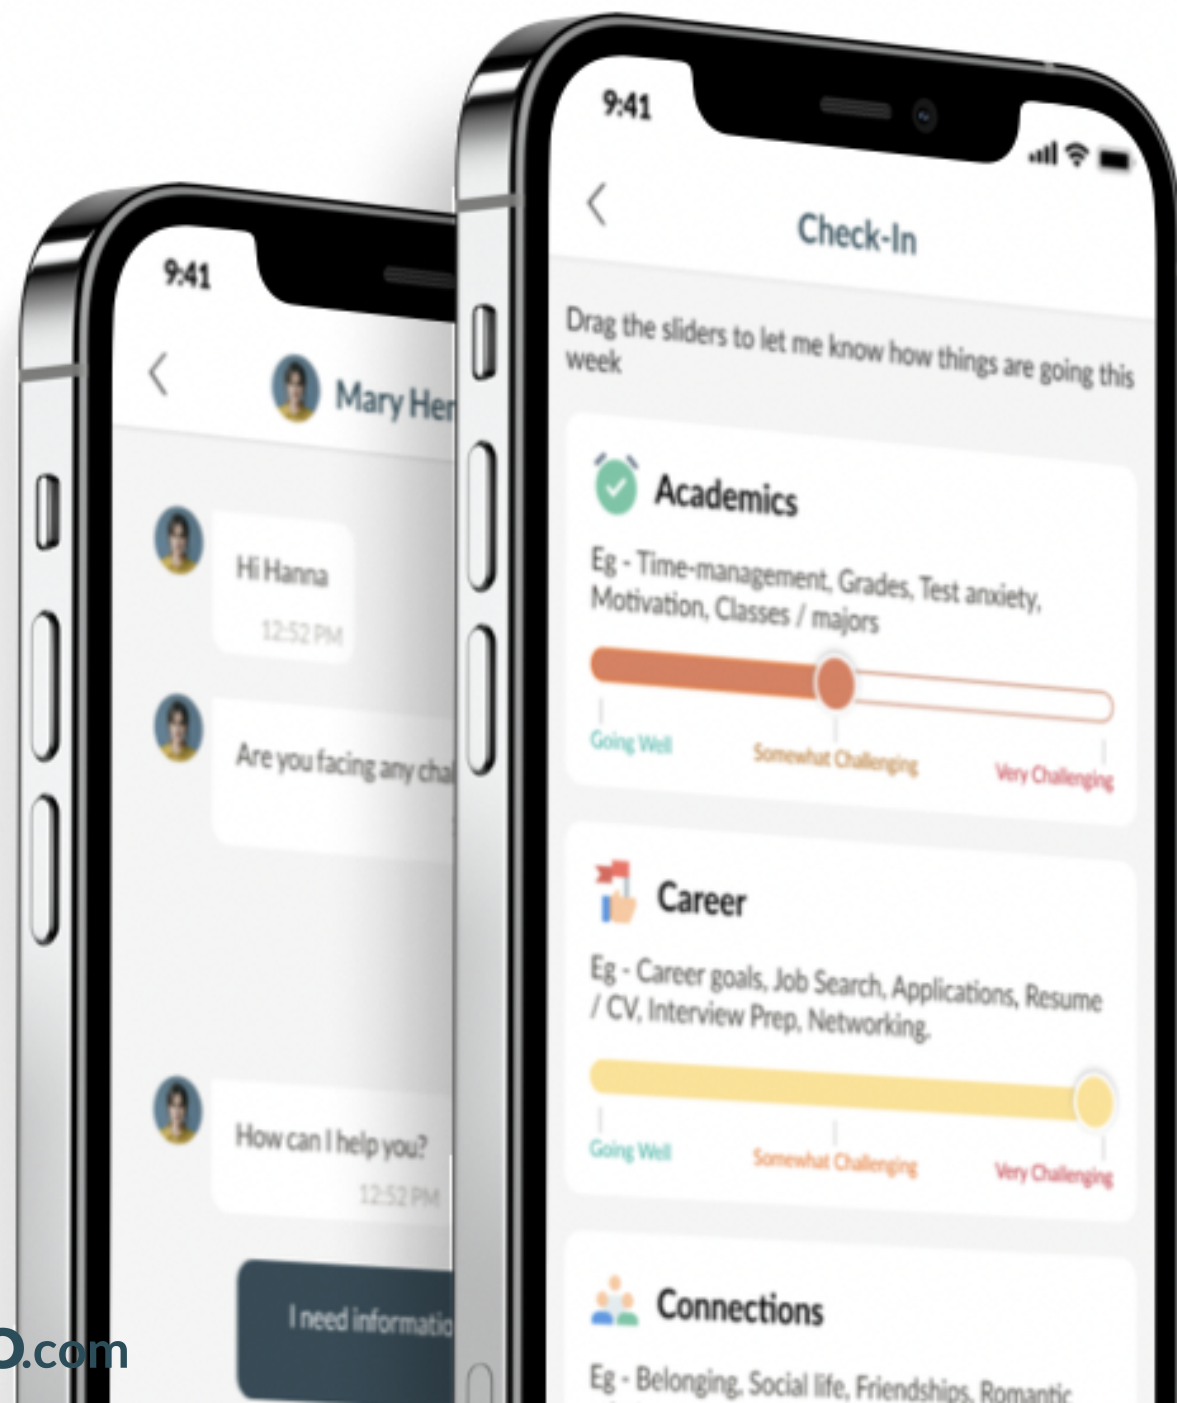 9:41
Mary
Hi Hanna
12:52 PM
Are you facing any
How can I help you?
12:52 PM
I need
.com
9:41
Check-In
Drag the sliders to let me know how things are going this
week
Academics
Eg - Time-management, Grades, Test anxiety,
Motivation, Classes / majors
Going Well
Somewhat Challenging
Very Challenging
Career
Eg - Career goals, Job Search, Applications, Resume
/ CV, Interview Prep, Networking.
Going Well
Somewhat Challenging
Very Challenging
Connections
Eg - Belonging, Social life, Friendships, Romantic